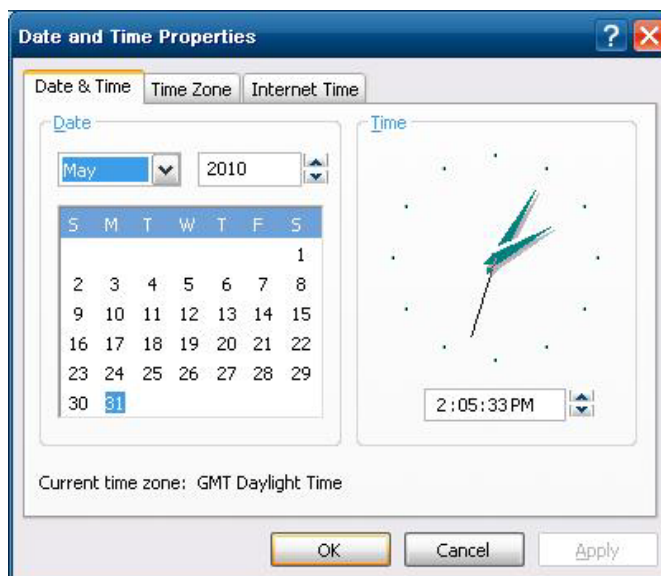 Date and Time Properties
?
Date & Time Time Zone Internet Time
Date
May 2010
S M T W T F S
1
2 3 4 5 6 7 8
9 10 11 12 13 14 15
16 17 18 19 20 21 22
23 24 25 26 27 28 29
30 31
Time
2:05:33 PM
Current time zone: GMT Daylight Time
OK Cancel Apply